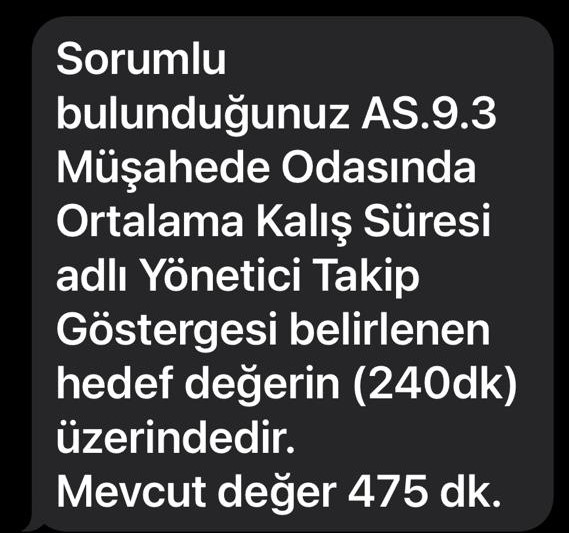 Sorumlu
bulunduğunuz AS.9.3
Müşahede Odasında
Ortalama Kalış Süresi
adlı Yönetici Takip
Göstergesi belirlenen
hedef değerin (240dk)
üzerindedir.
Mevcut değer 475 dk.